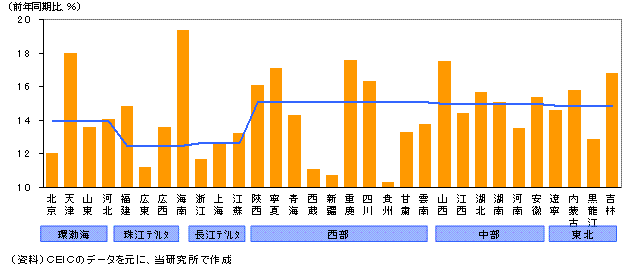 （前年同期比、％）
20
18
16
14
12
10
北京 天津 山東 河北 福建 広東 広西 海南 浙江 上海 江蘇 陝西 寧夏 青海 西蔵 新疆 重慶 四川 貴州 甘粛 雲南 山西 江西 湖北 湖南 河南 安徽 遼寧 内蒙古 黒龍江 吉林
環渤海 珠江ﾃﾞﾙﾀ 長江ﾃﾞﾙﾀ 西部 中部 東北
（資料）ＣＥＩＣのデータを元に、当研究所で作成